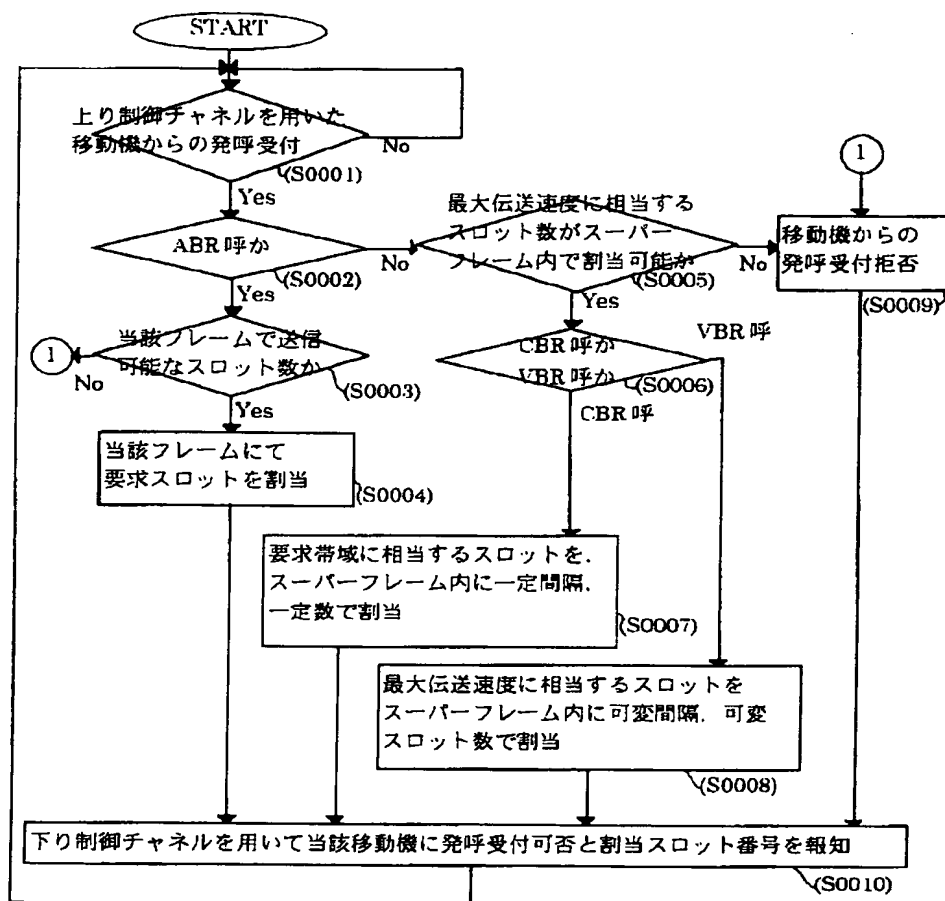 START
上り制御チャネルを用いた
移動機からの発呼受付
No
(S0001)
Yes
ABR呼か
No
(S0002)
Yes
最大伝送速度に相当する
スロット数がスーパー
フレーム内で割当可能か
No
(S0005)
Yes
1
移動機からの
発呼受付拒否
(S0009)
当該フレームで送信
可能なスロット数か
1
No
(S0003)
Yes
CBR呼か
VBR呼か
VBR呼
(S0006)
CBR呼
当該フレームにて
要求スロットを割当
(S0004)
要求帯域に相当するスロットを,
スーパーフレーム内に一定間隔,
一定数で割当
(S0007)
最大伝送速度に相当するスロットを
スーパーフレーム内に可変間隔, 可変
スロット数で割当
(S0008)
下り制御チャネルを用いて当該移動機に発呼受付可否と割当スロット番号を報知
(S0010)